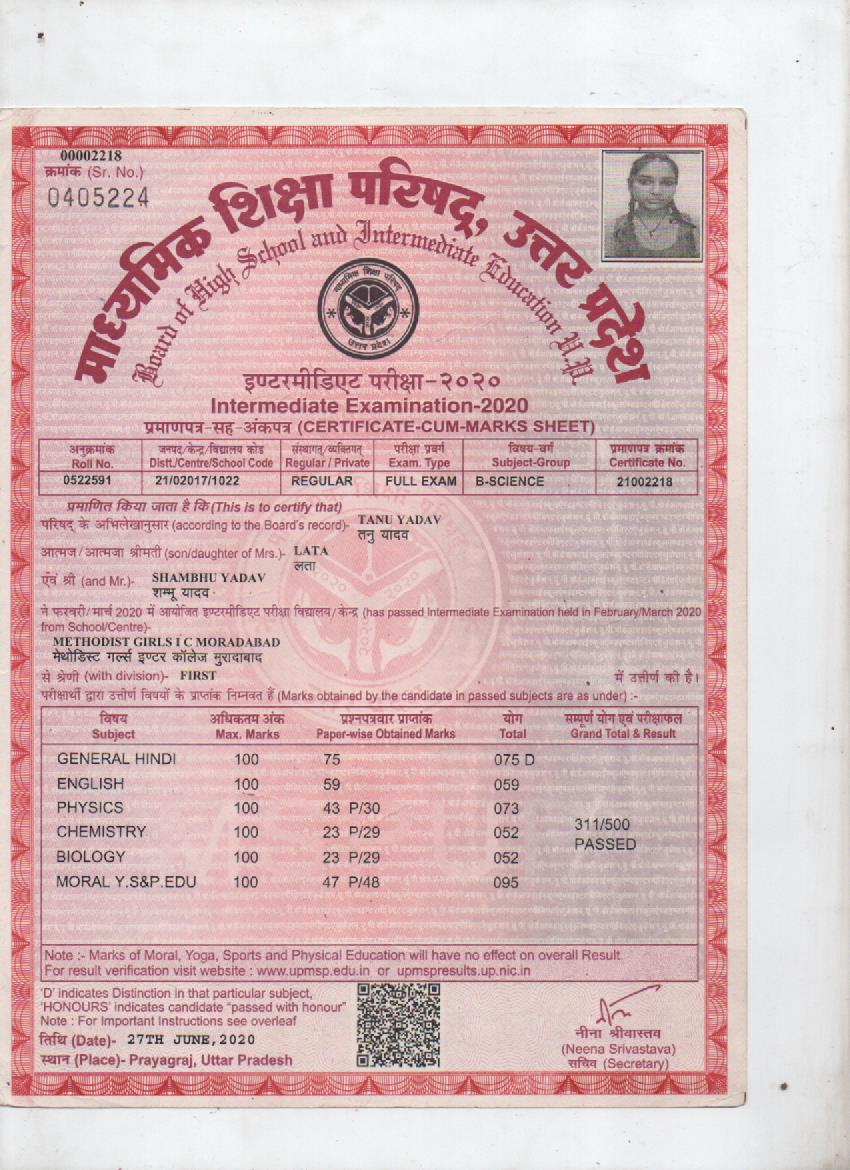 00002218
क्रमांक (Sr. No.)
0405224
माध्यमिक शिक्षा परिषद्, उत्तर प्रदेश
Board of High School and Intermediate Education U.P.
माध्यमिक शिक्षा परिषद
उत्तर प्रदेश
इण्टरमीडिएट परीक्षा-२०२०
Intermediate Examination-2020
प्रमाणपत्र-सह-अंकपत्र (CERTIFICATE-CUM-MARKS SHEET)
अनुक्रमांक जनपद/केन्द्र/विद्यालय कोड संस्थागत/व्यक्तिगत परीक्षा प्रवर्ग विषय-वर्ग प्रमाणपत्र क्रमांक
Roll No. Distt./Centre/School Code Regular / Private Exam. Type Subject-Group Certificate No.
0522591 21/02017/1022 REGULAR FULL EXAM B-SCIENCE 21002218
प्रमाणित किया जाता है कि (This is to certify that)
परिषद् के अभिलेखानुसार (according to the Board's record)- TANU YADAV
तनु यादव
आत्मज/आत्मजा श्रीमती (son/daughter of Mrs.)- LATA
लता
एवं श्री (and Mr.)- SHAMBHU YADAV
शम्भू यादव
ने फरवरी/मार्च 2020 में आयोजित इण्टरमीडिएट परीक्षा विद्यालय/केन्द्र (has passed Intermediate Examination held in February/March 2020
from School/Centre)-
METHODIST GIRLS I C MORADABAD
मेथोडिस्ट गर्ल्स इण्टर कॉलेज मुरादाबाद
से श्रेणी (with division)- FIRST में उत्तीर्ण की है।
परीक्षार्थी द्वारा उत्तीर्ण विषयों के प्राप्तांक निम्नवत हैं (Marks obtained by the candidate in passed subjects are as under) :-
विषय अधिकतम अंक प्रश्नपत्रवार प्राप्तांक योग सम्पूर्ण योग एवं परीक्षाफल
Subject Max. Marks Paper-wise Obtained Marks Total Grand Total & Result
GENERAL HINDI 100 75 075 D
ENGLISH 100 59 059
PHYSICS 100 43 P/30 073
CHEMISTRY 100 23 P/29 052
311/500
PASSED
BIOLOGY 100 23 P/29 052
MORAL Y.S&P.EDU 100 47 P/48 095
Note :- Marks of Moral, Yoga, Sports and Physical Education will have no effect on overall Result.
For result verification visit website : www.upmsp.edu.in or upmspresults.up.nic.in
'D' indicates Distinction in that particular subject,
'HONOURS' indicates candidate "passed with honour"
Note : For Important Instructions see overleaf
तिथि (Date)- 27TH JUNE,2020
स्थान (Place)- Prayagraj, Uttar Pradesh
नीना श्रीवास्तव
(Neena Srivastava)
सचिव (Secretary)